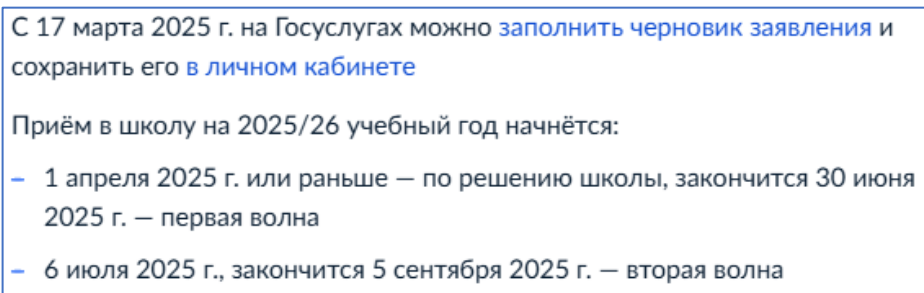 С 17 марта 2025 г. на Госуслугах можно заполнить черновик заявления и
сохранить его в личном кабинете
Приём в школу на 2025/26 учебный год начнётся:
– 1 апреля 2025 г. или раньше — по решению школы, закончится 30 июня
2025 г. — первая волна
– 6 июля 2025 г., закончится 5 сентября 2025 г. — вторая волна